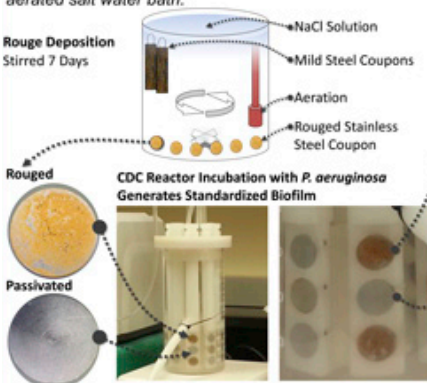 aerated salt water bath.
NaCl Solution
Rouge Deposition
Stirred 7 Days
Mild Steel Coupons
Aeration
Rouged Stainless
Steel Coupon
Rouged
CDC Reactor Incubation with P. aeruginosa
Generates Standardized Biofilm
Passivated